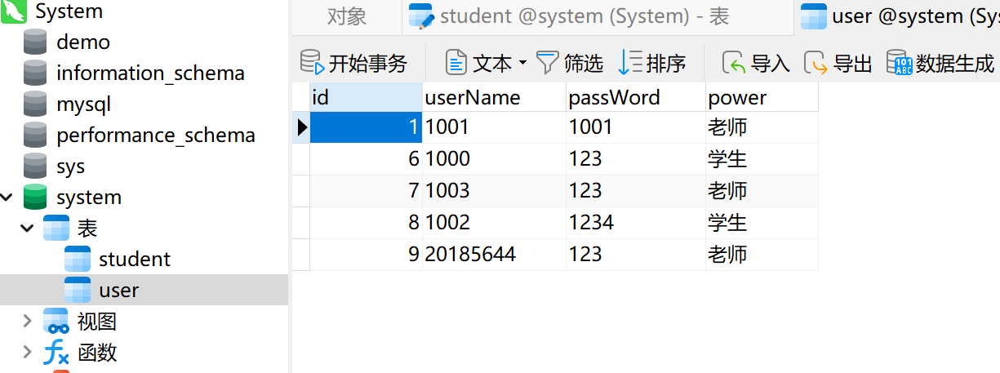 System
demo
information_schema
mysql
performance_schema
sys
system
表
student
user
视图
函数
对象
student @system (System) - 表
user @system (Sys
开始事务
文本
筛选
排序
导入
导出
数据生成
id userName passWord power
1 1001 1001 老师
6 1000 123 学生
7 1003 123 老师
8 1002 1234 学生
9 20185644 123 老师